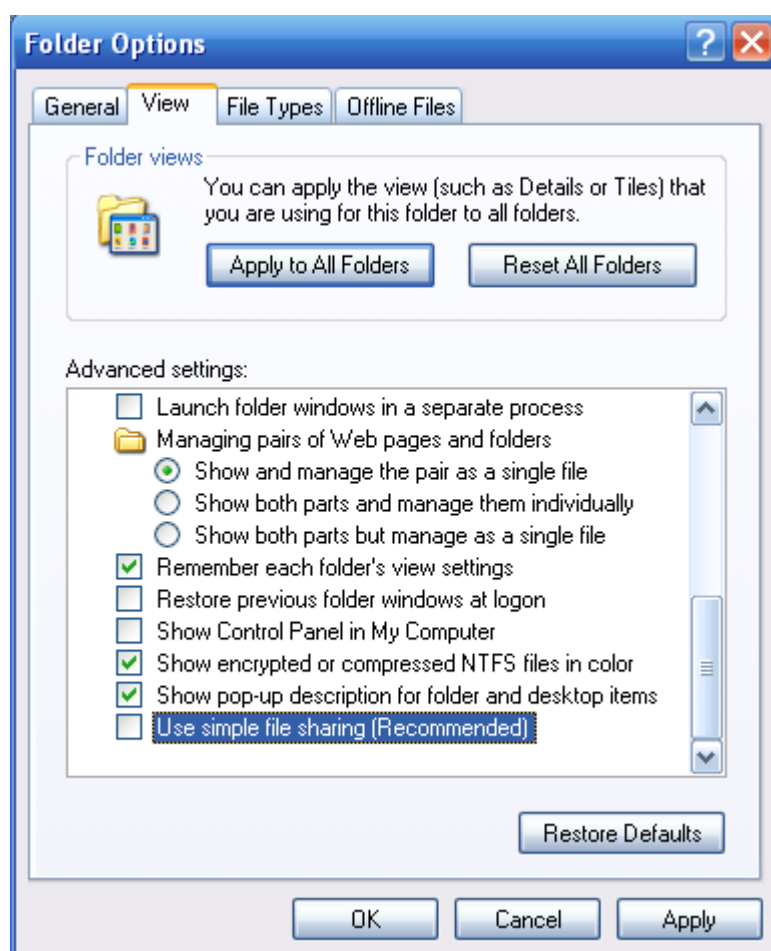 Folder Options
General View File Types Offline Files
Folder views
You can apply the view (such as Details or Tiles) that
you are using for this folder to all folders.
Apply to All Folders Reset All Folders
Advanced settings:
Launch folder windows in a separate process
Managing pairs of Web pages and folders
Show and manage the pair as a single file
Show both parts and manage them individually
Show both parts but manage as a single file
Remember each folder's view settings
Restore previous folder windows at logon
Show Control Panel in My Computer
Show encrypted or compressed NTFS files in color
Show pop-up description for folder and desktop items
Use simple file sharing (Recommended)
Restore Defaults
OK Cancel Apply